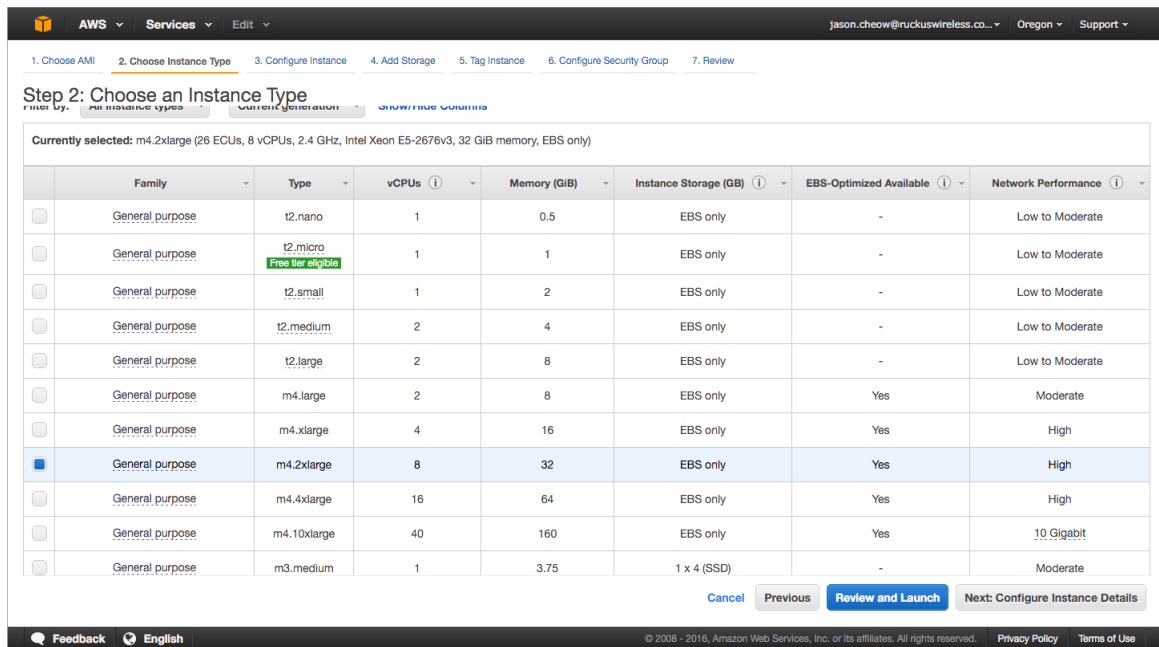 AWS Services Edit jason.cheow@ruckuswireless.co... Oregon Support
1. Choose AMI 2. Choose Instance Type 3. Configure Instance 4. Add Storage 5. Tag Instance 6. Configure Security Group 7. Review
Step 2: Choose an Instance Type
Filter by: All instance types Current generation Show/Hide Columns
Currently selected: m4.2xlarge (26 ECUs, 8 vCPUs, 2.4 GHz, Intel Xeon E5-2676v3, 32 GiB memory, EBS only)
Family Type vCPUs Memory (GiB) Instance Storage (GB) EBS-Optimized Available Network Performance
General purpose t2.nano 1 0.5 EBS only - Low to Moderate
General purpose t2.micro 1 1 EBS only - Low to Moderate
Free tier eligible
General purpose t2.small 1 2 EBS only - Low to Moderate
General purpose t2.medium 2 4 EBS only - Low to Moderate
General purpose t2.large 2 8 EBS only - Low to Moderate
General purpose m4.large 2 8 EBS only Yes Moderate
General purpose m4.xlarge 4 16 EBS only Yes High
General purpose m4.2xlarge 8 32 EBS only Yes High
General purpose m4.4xlarge 16 64 EBS only Yes High
General purpose m4.10xlarge 40 160 EBS only Yes 10 Gigabit
General purpose m3.medium 1 3.75 1 x 4 (SSD) - Moderate
Cancel Previous Review and Launch Next: Configure Instance Details
Feedback English © 2008 - 2016, Amazon Web Services, Inc. or its affiliates. All rights reserved. Privacy Policy Terms of Use